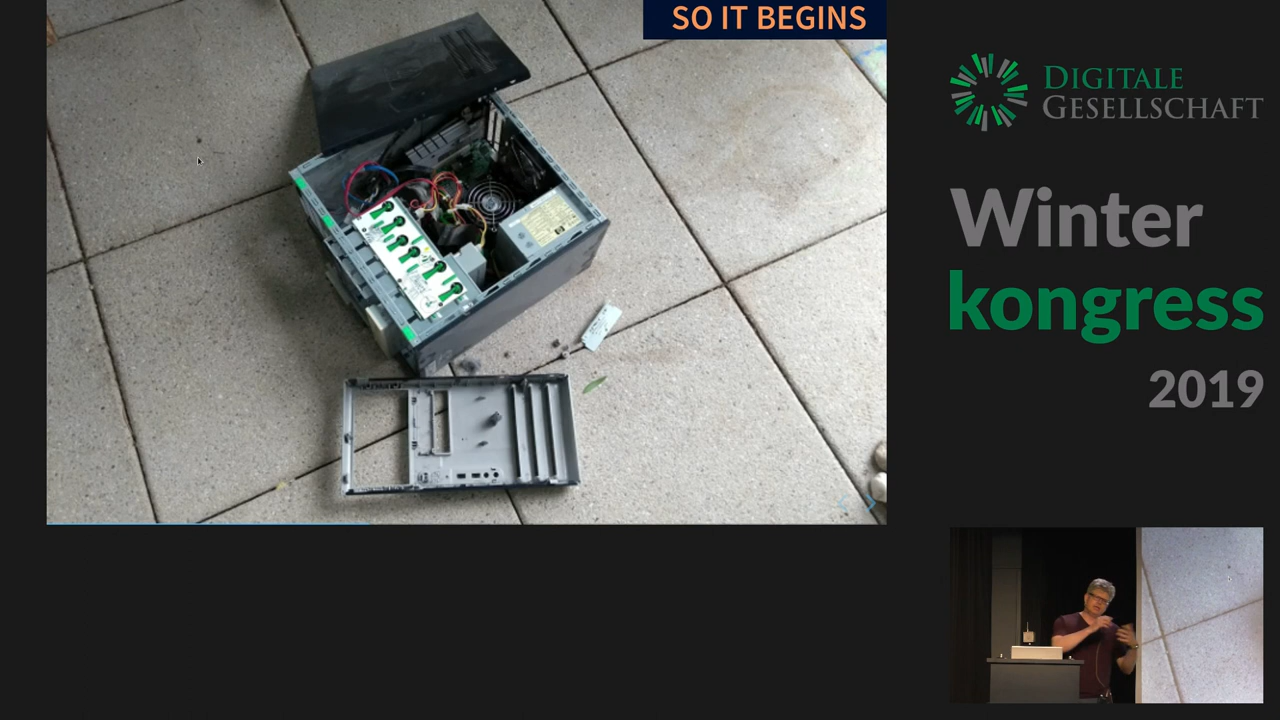 SO IT BEGINS
DIGITALE
GESELLSCHAFT
Winter
kongress
2019